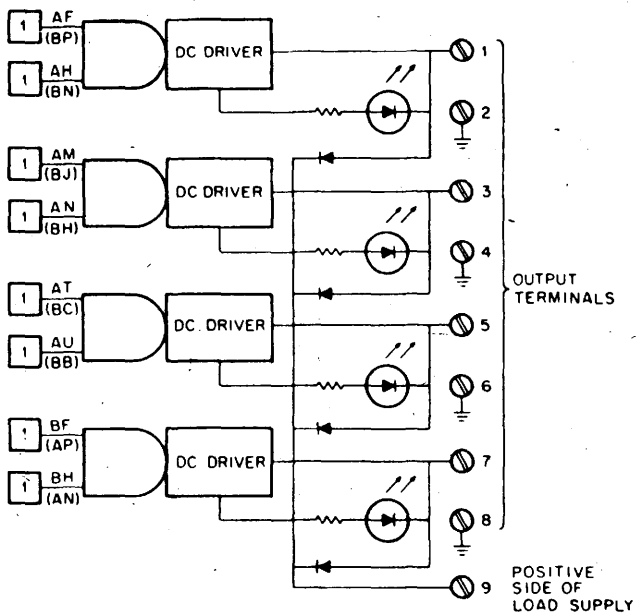 1 AF (BP)
1 AH (BN)
DC DRIVER
1
2
1 AM (BJ)
1 AN (BH)
DC DRIVER
3
4
1 AT (BC)
1 AU (BB)
DC. DRIVER
5
6
1 BF (AP)
1 BH (AN)
DC DRIVER
7
8
OUTPUT
TERMINALS
9
POSITIVE
SIDE OF
LOAD SUPPLY